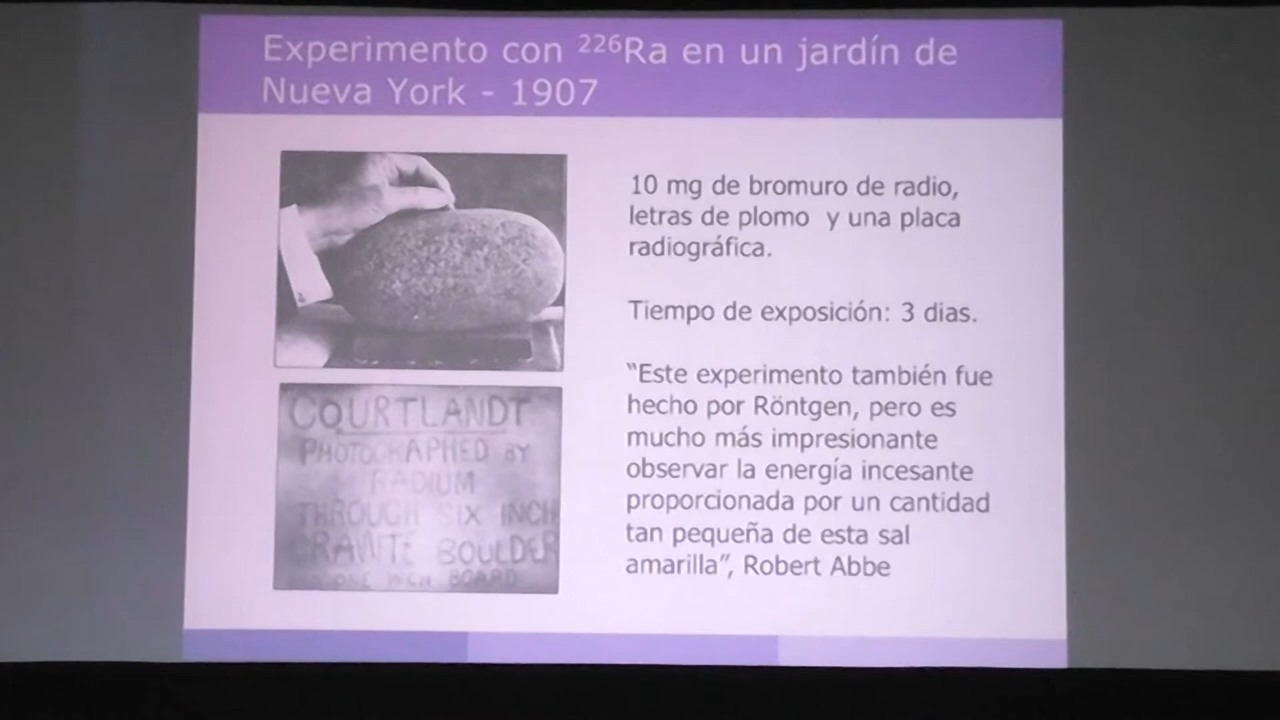 Experimento con ²²⁶Ra en un jardín de
Nueva York - 1907
10 mg de bromuro de radio,
letras de plomo y una placa
radiográfica.
Tiempo de exposición: 3 dias.
“Este experimento también fue
hecho por Röntgen, pero es
mucho más impresionante
observar la energía incesante
proporcionada por un cantidad
tan pequeña de esta sal
amarilla”, Robert Abbe
COURTLANDT
PHOTOGRAPHED BY
RADIUM
THROUGH SIX INCH
GRANITE BOULDER
ONE INCH BOARD